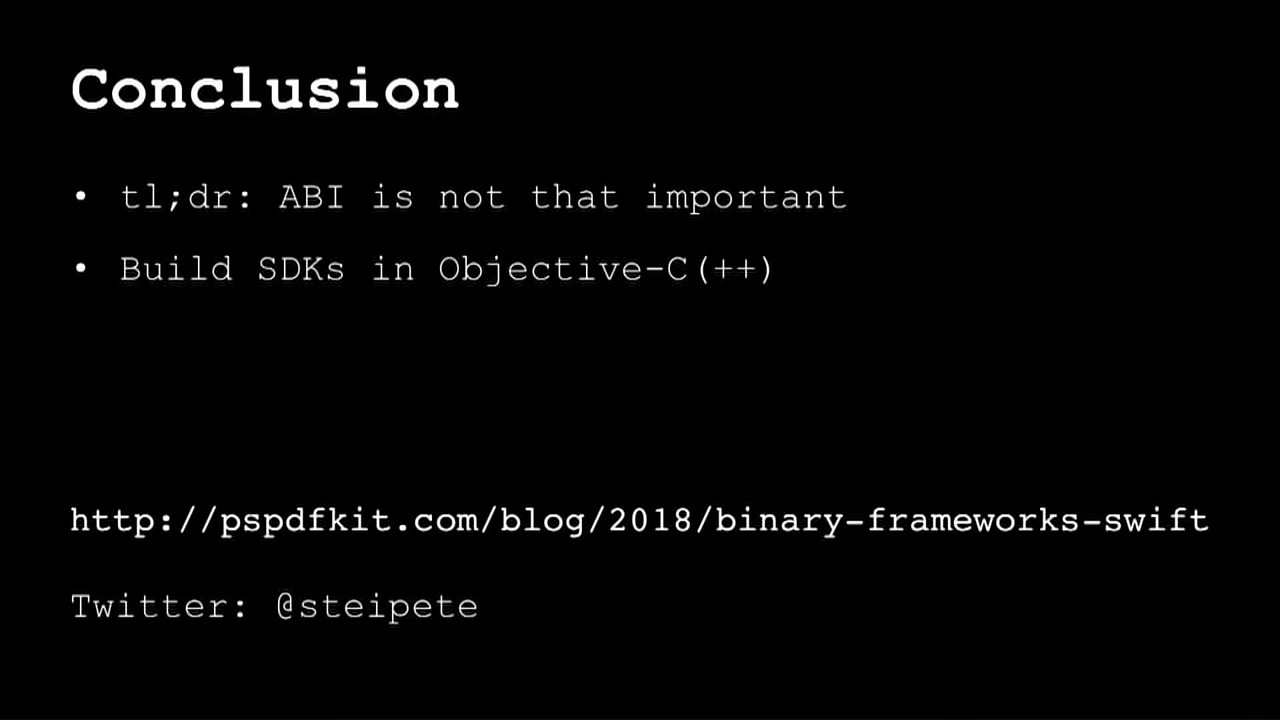 Conclusion
• tl;dr: ABI is not that important
• Build SDKs in Objective-C(++)
http://pspdfkit.com/blog/2018/binary-frameworks-swift
Twitter: @steipete